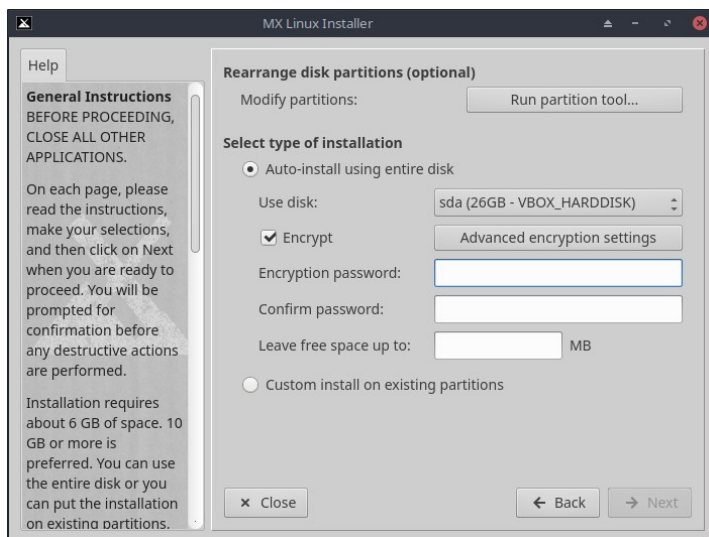 MX Linux Installer
Help
General Instructions
BEFORE PROCEEDING,
CLOSE ALL OTHER
APPLICATIONS.
On each page, please
read the instructions,
make your selections,
and then click on Next
when you are ready to
proceed. You will be
prompted for
confirmation before
any destructive actions
are performed.
Installation requires
about 6 GB of space. 10
GB or more is
preferred. You can use
the entire disk or you
can put the installation
on existing partitions.
Rearrange disk partitions (optional)
Modify partitions: Run partition tool...
Select type of installation
Auto-install using entire disk
Use disk: sda (26GB - VBOX_HARDDISK)
Encrypt Advanced encryption settings
Encryption password:
Confirm password:
Leave free space up to: MB
Custom install on existing partitions
Close Back Next